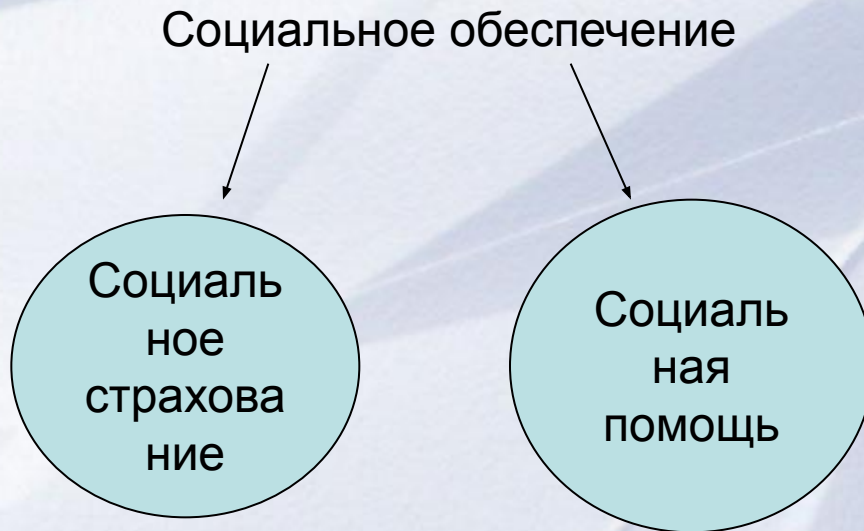 Социальное обеспечение
Социаль
ное
страхова
ние
Социаль
ная
помощь